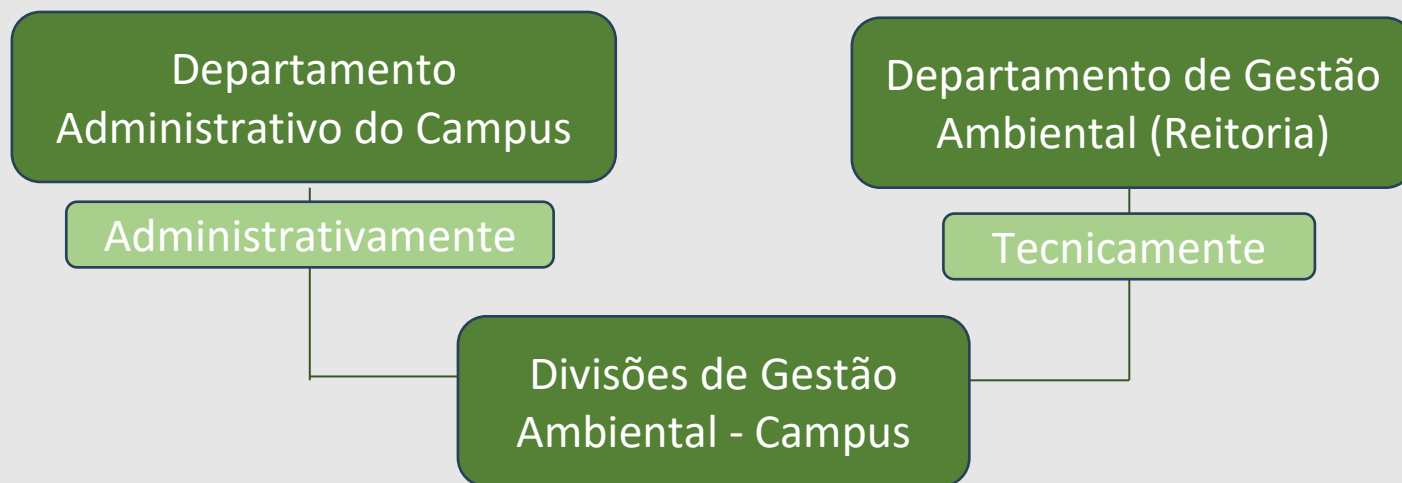 Departamento
Administrativo do Campus
Departamento de Gestão
Ambiental (Reitoria)
Administrativamente
Tecnicamente
Divisões de Gestão
Ambiental - Campus